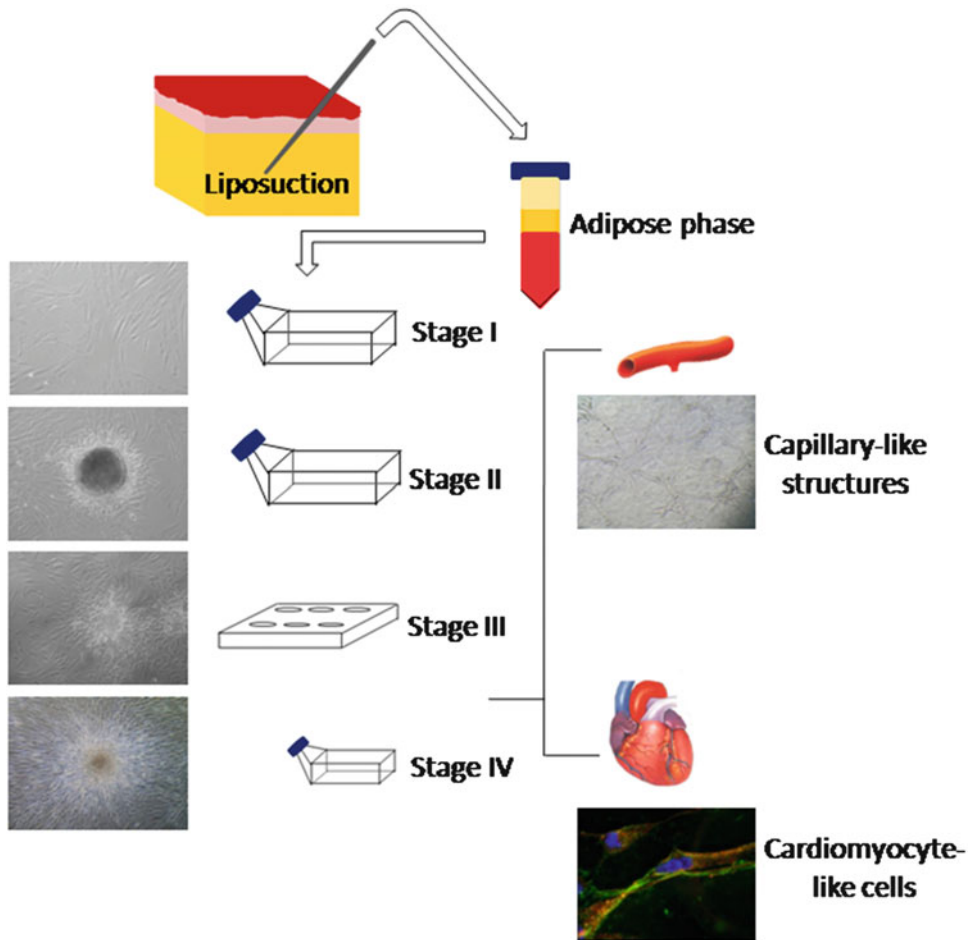 Liposuction
Adipose phase
Stage I
Stage II
Stage III
Stage IV
Capillary-like
structures
Cardiomyocyte-
like cells